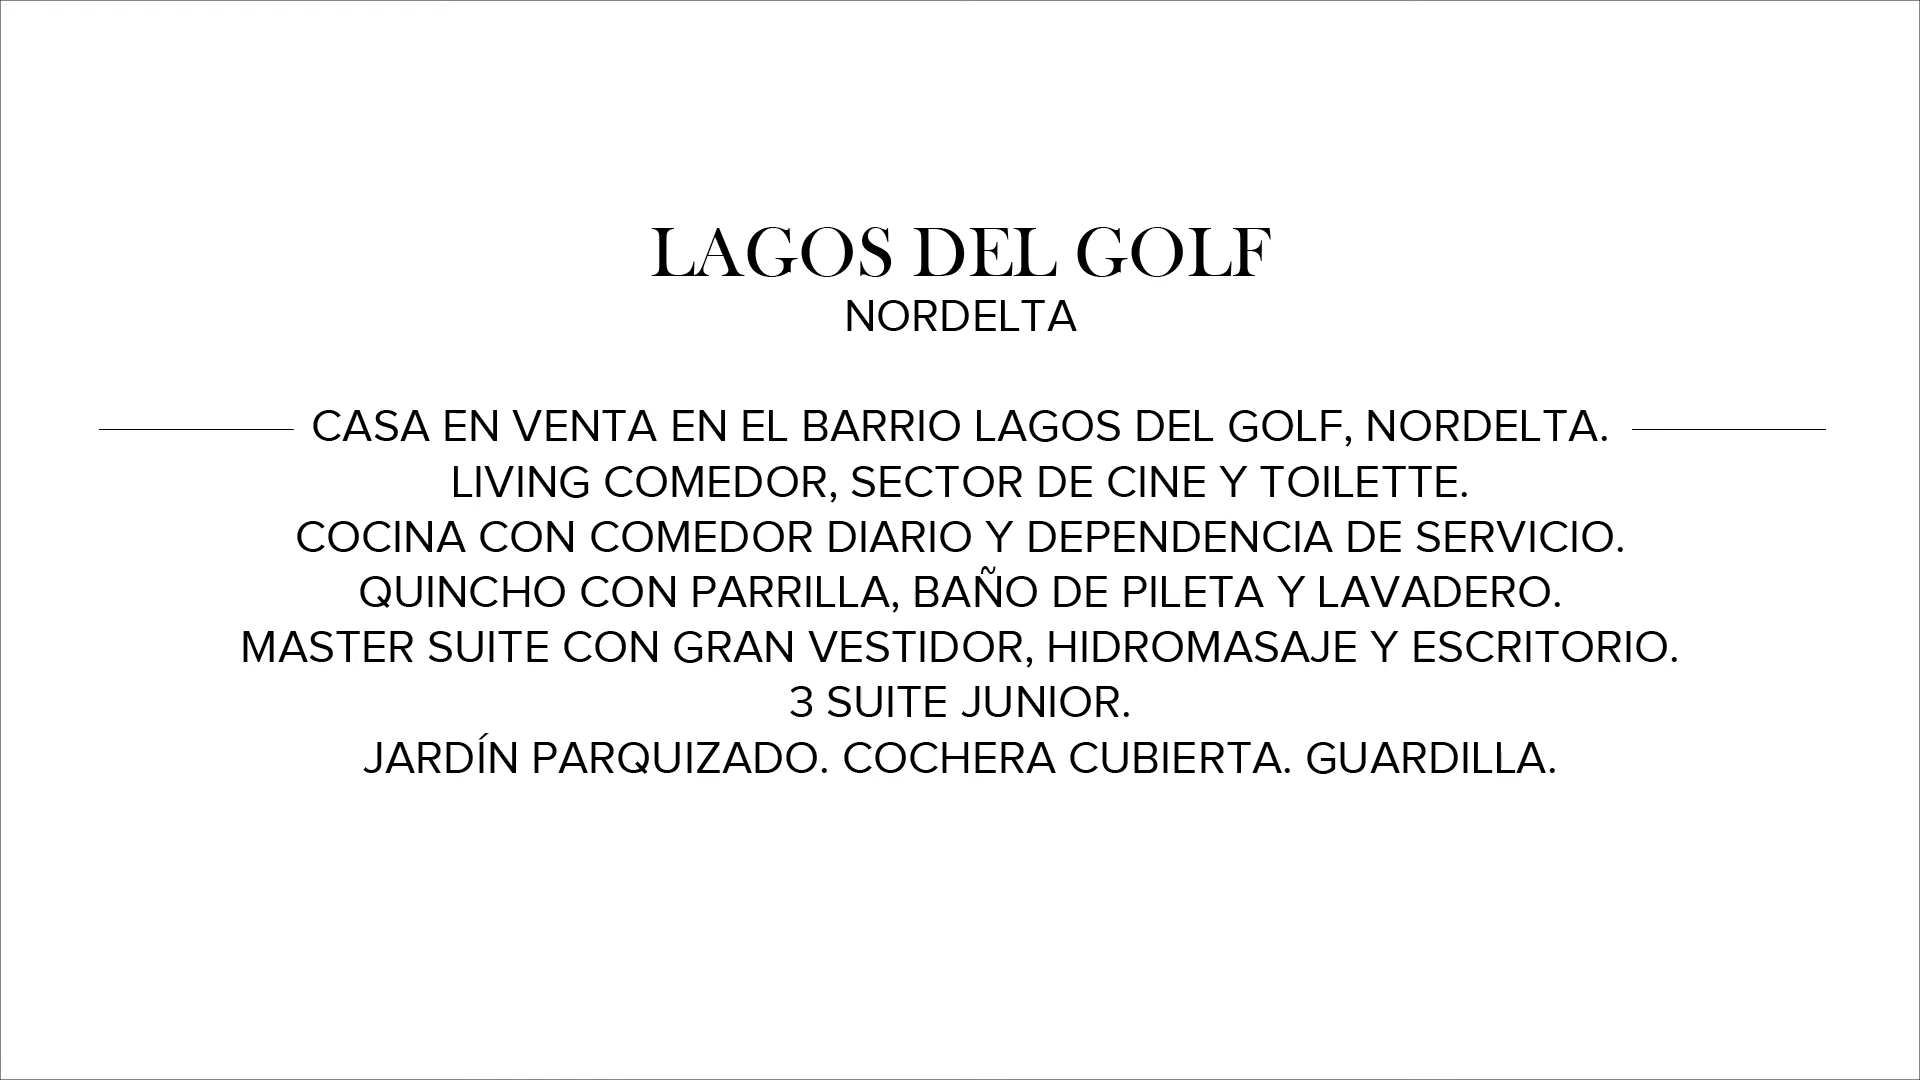 LAGOS DEL GOLF
NORDELTA
CASA EN VENTA EN EL BARRIO LAGOS DEL GOLF, NORDELTA.
LIVING COMEDOR, SECTOR DE CINE Y TOILETTE.
COCINA CON COMEDOR DIARIO Y DEPENDENCIA DE SERVICIO.
QUINCHO CON PARRILLA, BAÑO DE PILETA Y LAVADERO.
MASTER SUITE CON GRAN VESTIDOR, HIDROMASAJE Y ESCRITORIO.
3 SUITE JUNIOR.
JARDÍN PARQUIZADO. COCHERA CUBIERTA. GUARDILLA.